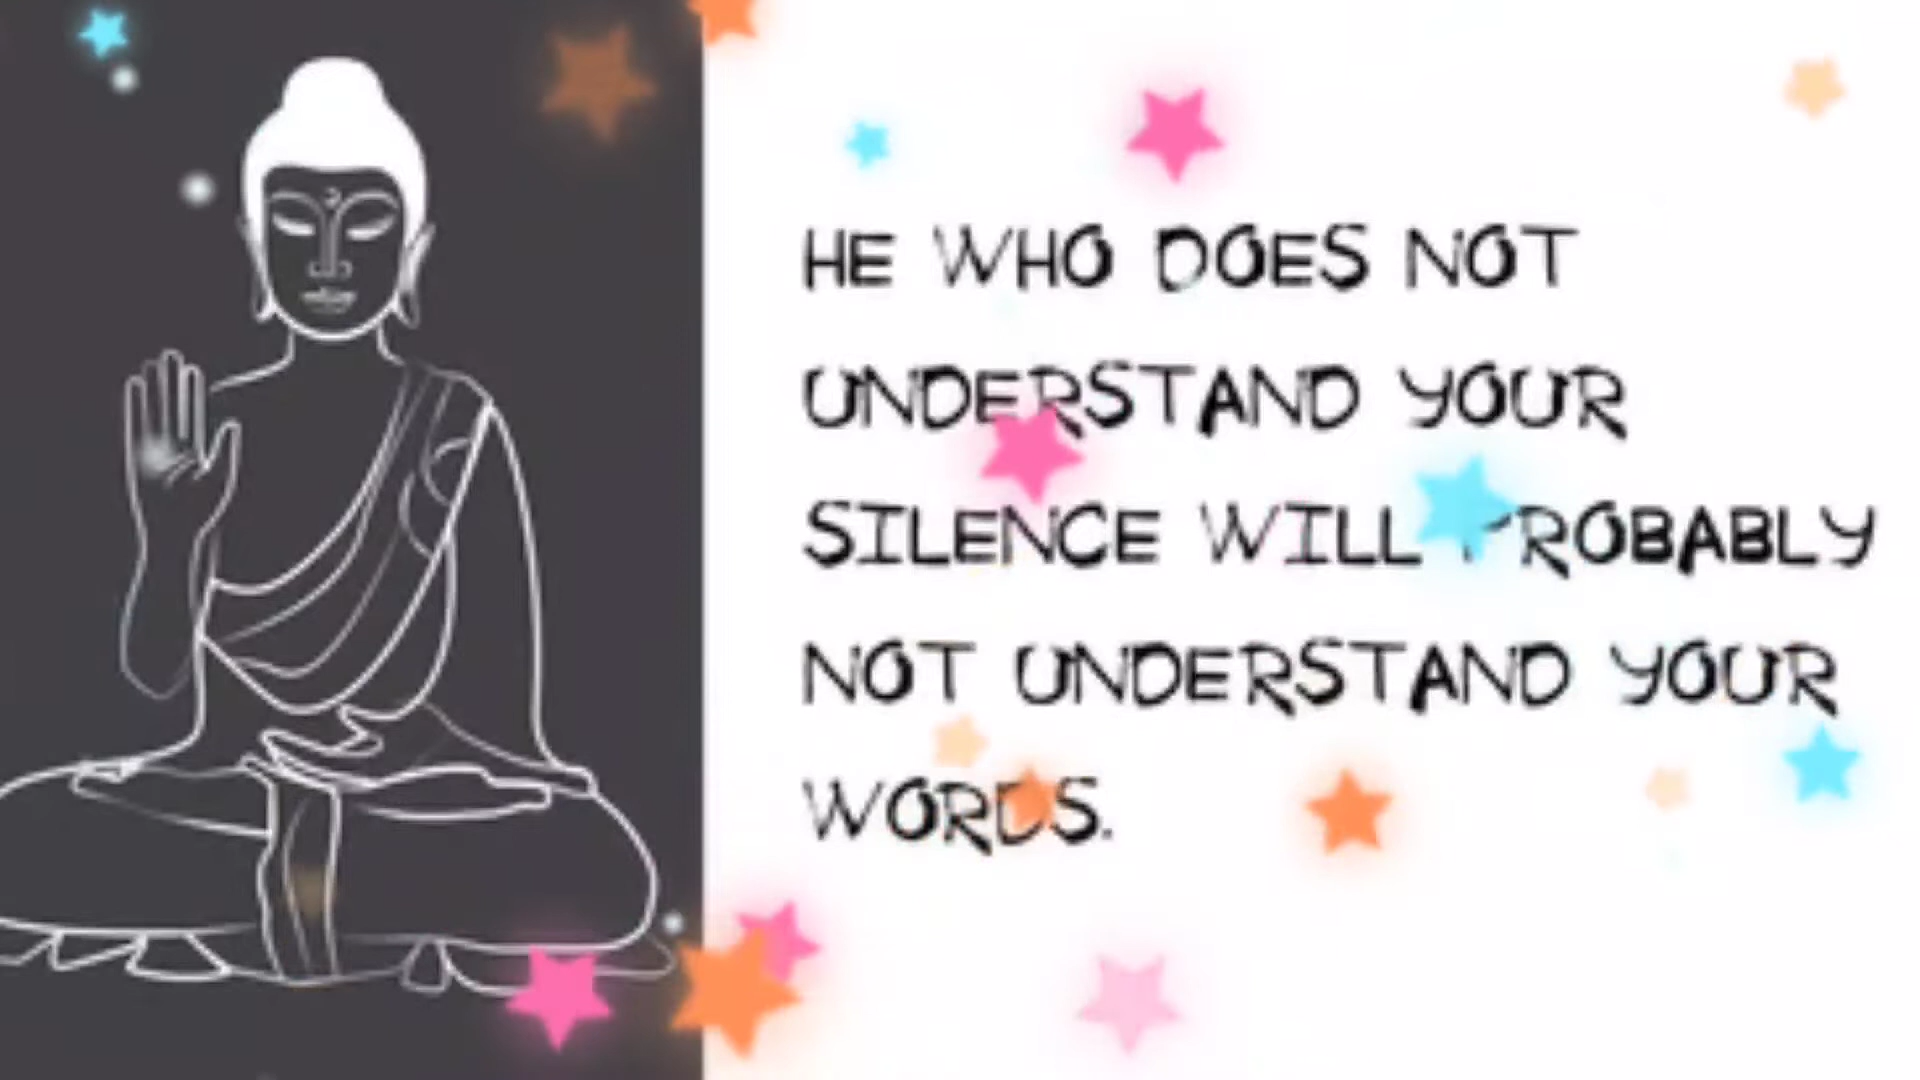 HE WHO DOES NOT
UNDERSTAND YOUR
SILENCE WILL PROBABLY
NOT UNDERSTAND YOUR
WORDS.